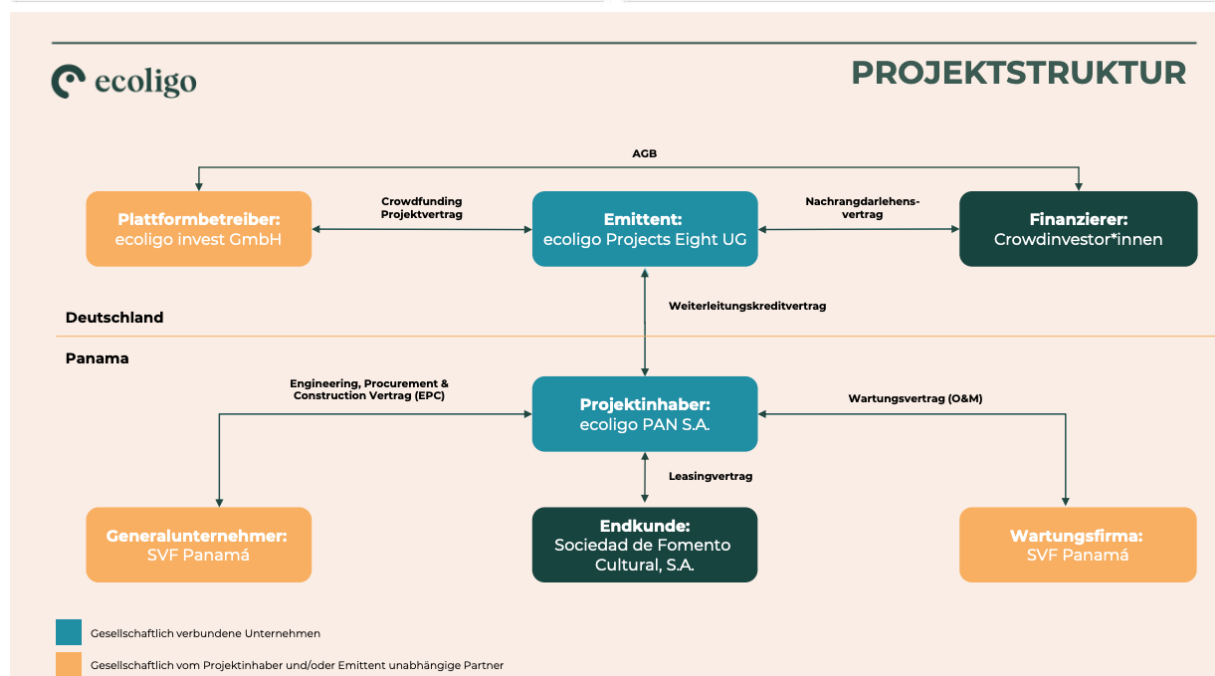 ecoligo
PROJEKTSTRUKTUR
AGB
Plattformbetreiber:
ecoligo invest GmbH
Crowdfunding
Projektvertrag
Emittent:
ecoligo Projects Eight UG
Nachrangdarlehens-
vertrag
Finanzierer:
Crowdinvestor*innen
Weiterleitungskreditvertrag
Deutschland
Panama
Engineering, Procurement &
Construction Vertrag (EPC)
Projektinhaber:
ecoligo PAN S.A.
Wartungsvertrag (O&M)
Leasingvertrag
Generalunternehmer:
SVF Panamá
Endkunde:
Sociedad de Fomento
Cultural, S.A.
Wartungsfirma:
SVF Panamá
Gesellschaftlich verbundene Unternehmen
Gesellschaftlich vom Projektinhaber und/oder Emittent unabhängige Partner